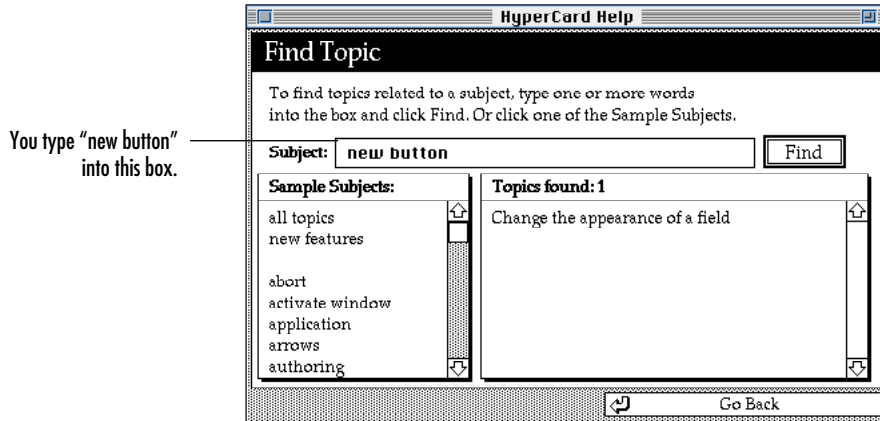 HyperCard Help
Find Topic
To find topics related to a subject, type one or more words
into the box and click Find. Or click one of the Sample Subjects.
You type “new button”
into this box.
Subject: new button
Find
Sample Subjects:
all topics
new features
abort
activate window
application
arrows
authoring
Topics found: 1
Change the appearance of a field
Go Back